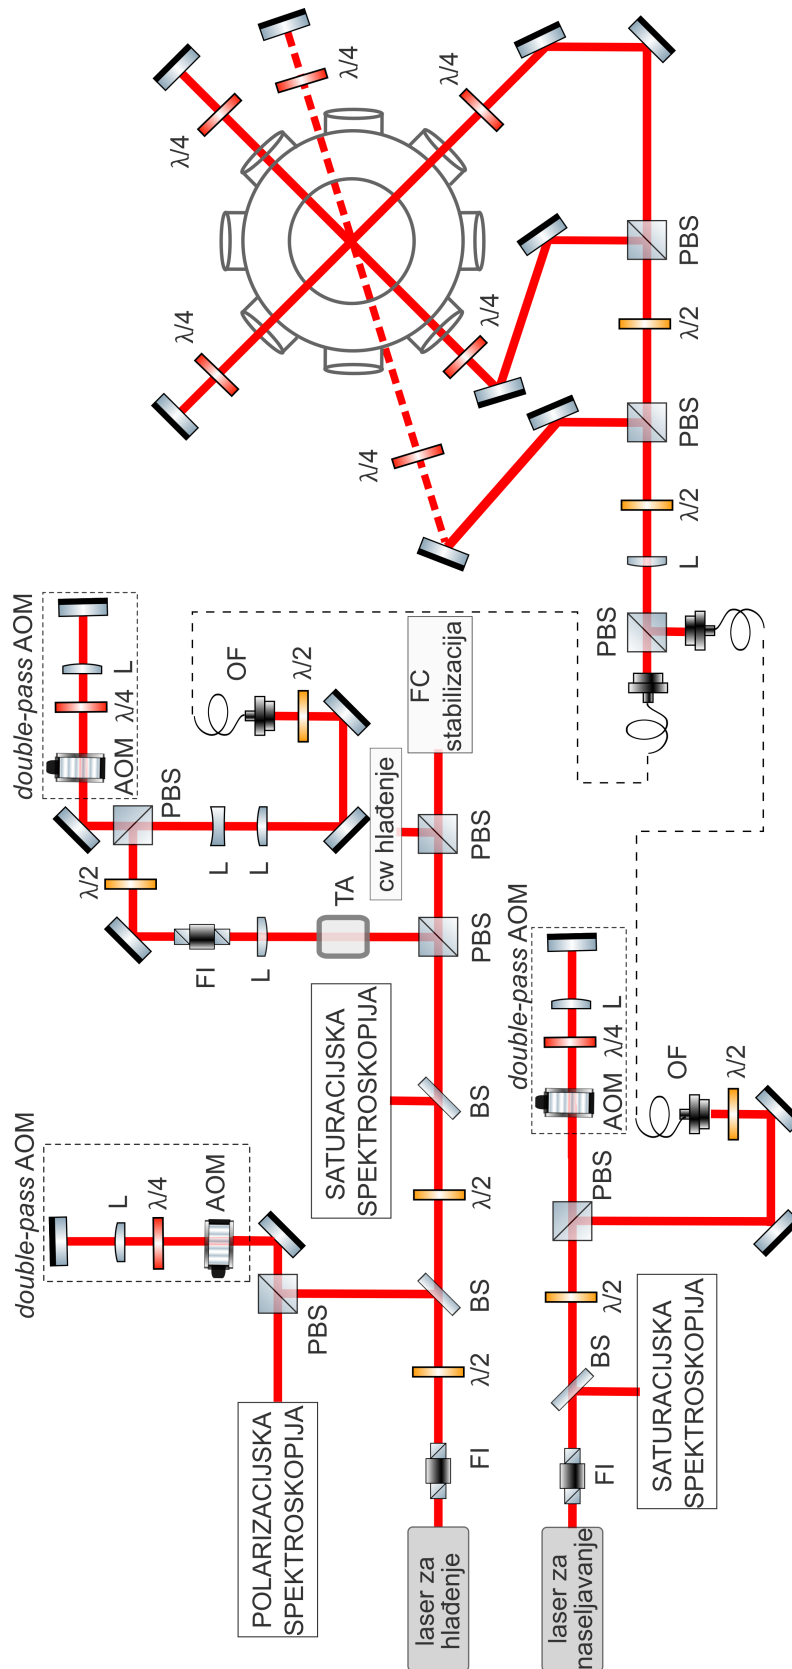 double-pass AOM
L
λ/4
AOM
PBS
POLARIZACIJSKA
SPEKTROSKOPIJA
double-pass AOM
AOM
λ/4
L
PBS
λ/2
FI
L
TA
L
L
OF
λ/2
SATURACIJSKA
SPEKTROSKOPIJA
cw hlađenje
FC
stabilizacija
laser za
hlađenje
FI
λ/2
BS
λ/2
BS
PBS
PBS
double-pass AOM
laser za
naseljavanje
FI
BS
λ/2
PBS
AOM
λ/4
L
OF
λ/2
SATURACIJSKA
SPEKTROSKOPIJA
PBS
L
λ/2
PBS
λ/2
PBS
λ/4
λ/4
λ/4
λ/4
λ/4
λ/4